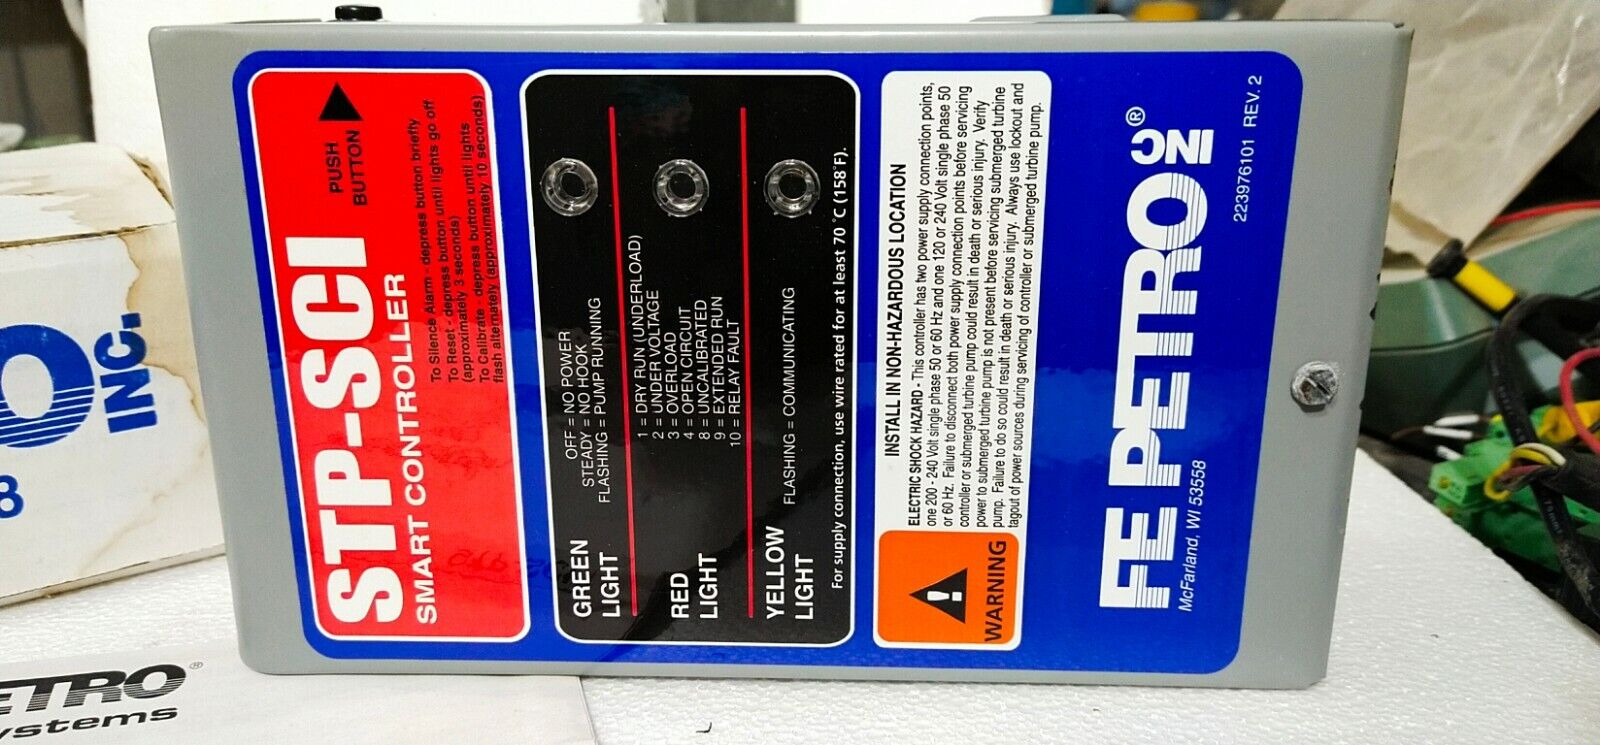 STP-SCI
SMART CONTROLLER
PUSH
BUTTON
To Silence Alarm - depress button briefly
To Reset - depress button until lights go off
(approximately 3 seconds)
To Calibrate - depress button until lights
flash alternately (approximately 10 seconds)
GREEN
LIGHT
OFF = NO POWER
STEADY = NO HOOK
FLASHING = PUMP RUNNING
RED
LIGHT
1 = DRY RUN (UNDERLOAD)
2 = UNDER VOLTAGE
3 = OVERLOAD
4 = OPEN CIRCUIT
8 = UNCALIBRATED
9 = EXTENDED RUN
10 = RELAY FAULT
YELLOW
LIGHT
FLASHING = COMMUNICATING
For supply connection, use wire rated for at least 70 °C (158°F).
WARNING
INSTALL IN NON-HAZARDOUS LOCATION
ELECTRIC SHOCK HAZARD - This controller has two power supply connection points,
one 200 - 240 Volt single phase 50 or 60 Hz and one 120 or 240 Volt single phase 50
or 60 Hz. Failure to disconnect both power supply connection points before servicing
controller or submerged turbine pump could result in death or serious injury. Verify
power to submerged turbine pump is not present before servicing submerged turbine
pump. Failure to do so could result in death or serious injury. Always use lockout and
tagout of power sources during servicing of controller or submerged turbine pump.
FE PETRO INC®
McFarland, WI 53558
223976101 REV. 2
O
INC.
8
ETRO®
ystems